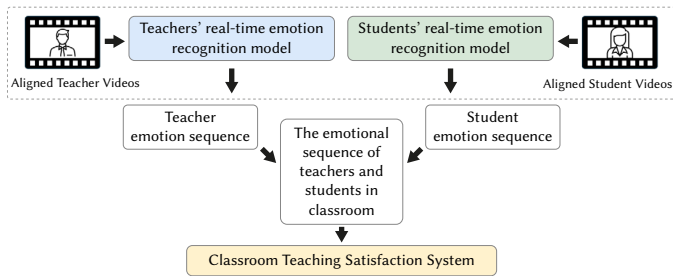 Teachers’ real-time emotion
recognition model
Students’ real-time emotion
recognition model
Aligned Teacher Videos
Aligned Student Videos
Teacher
emotion sequence
The emotional
sequence of
teachers and
students in
classroom
Student
emotion sequence
Classroom Teaching Satisfaction System